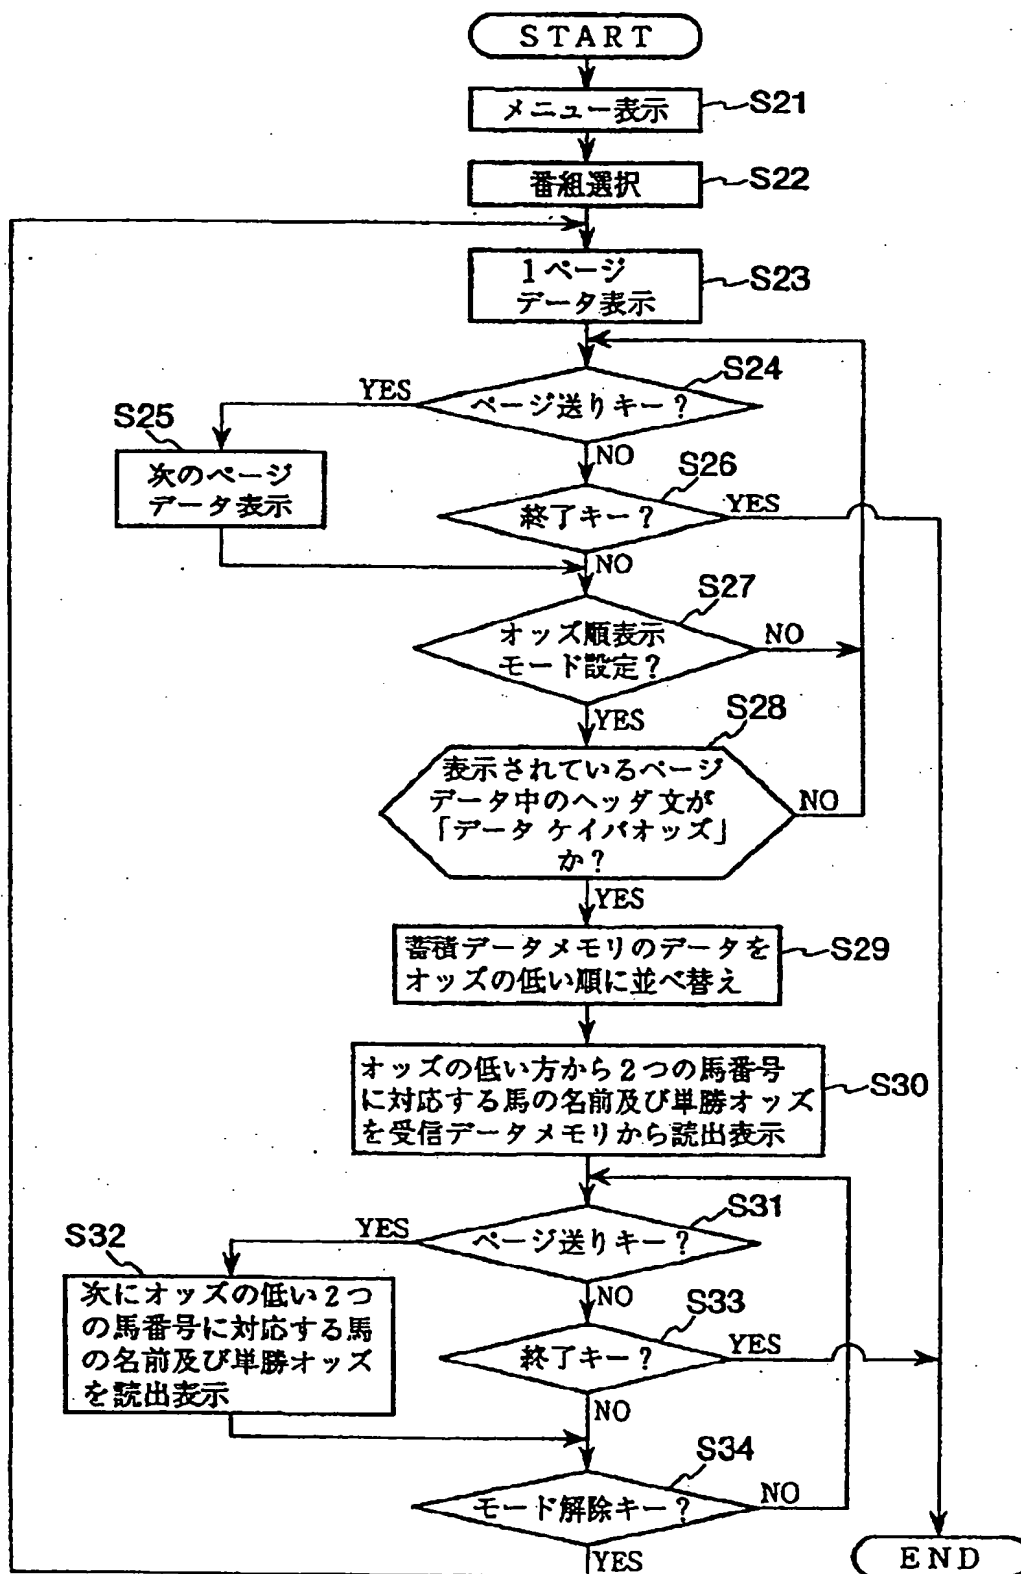 START
メニュー表示
S21
番組選択
S22
1ページ
データ表示
S23
S24
ページ送りキー?
YES
NO
S25
次のページ
データ表示
S26
終了キー?
YES
NO
S27
オッズ順表示
モード設定?
NO
YES
S28
表示されているページ
データ中のヘッダ文が
「データ ケイバオッズ」
か?
NO
YES
蓄積データメモリのデータを
オッズの低い順に並べ替え
S29
オッズの低い方から2つの馬番号
に対応する馬の名前及び単勝オッズ
を受信データメモリから読出表示
S30
S31
ページ送りキー?
YES
NO
S32
次にオッズの低い2つ
の馬番号に対応する馬
の名前及び単勝オッズ
を読出表示
S33
終了キー?
YES
NO
S34
モード解除キー?
NO
YES
END